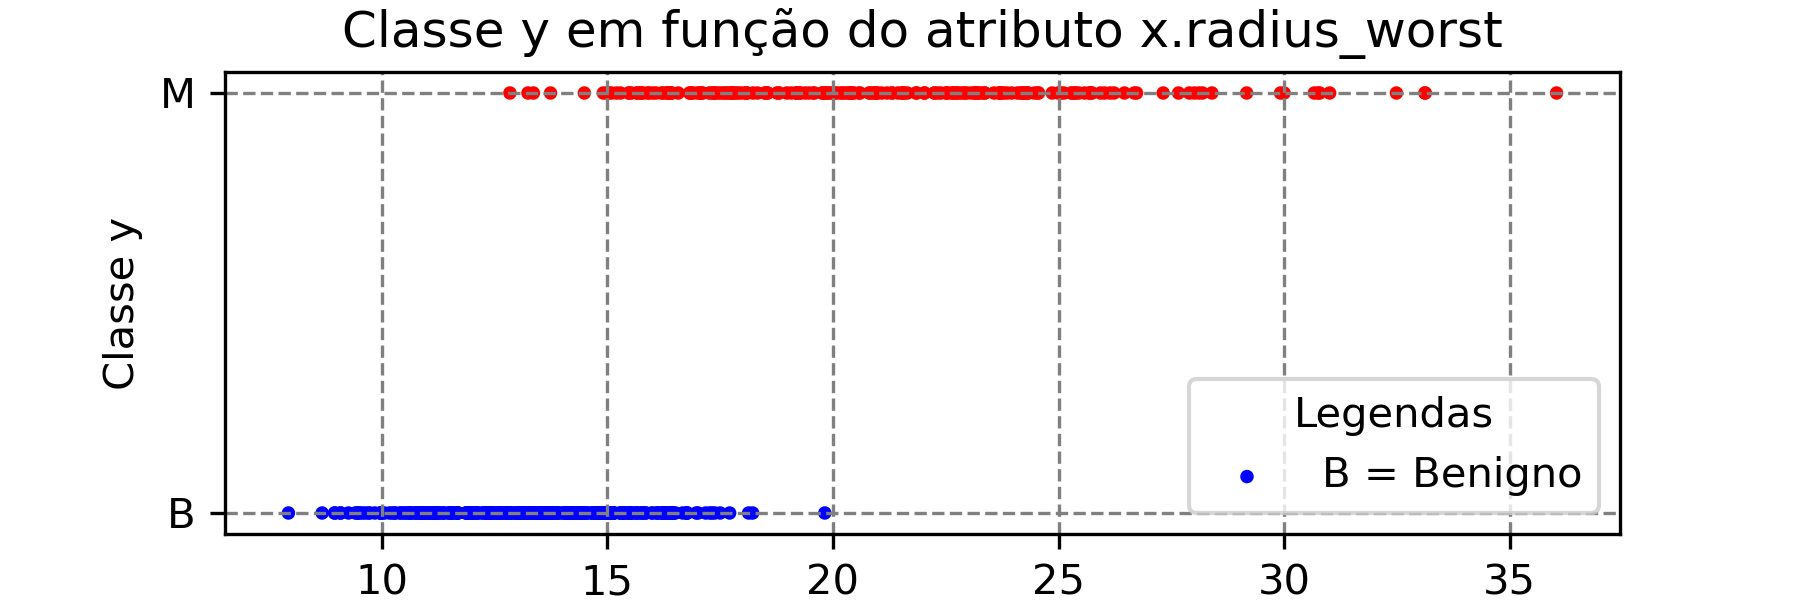 Classe y em função do atributo x.radius_worst
M
Classe y
Legendas
B = Benigno
B
10 15 20 25 30 35